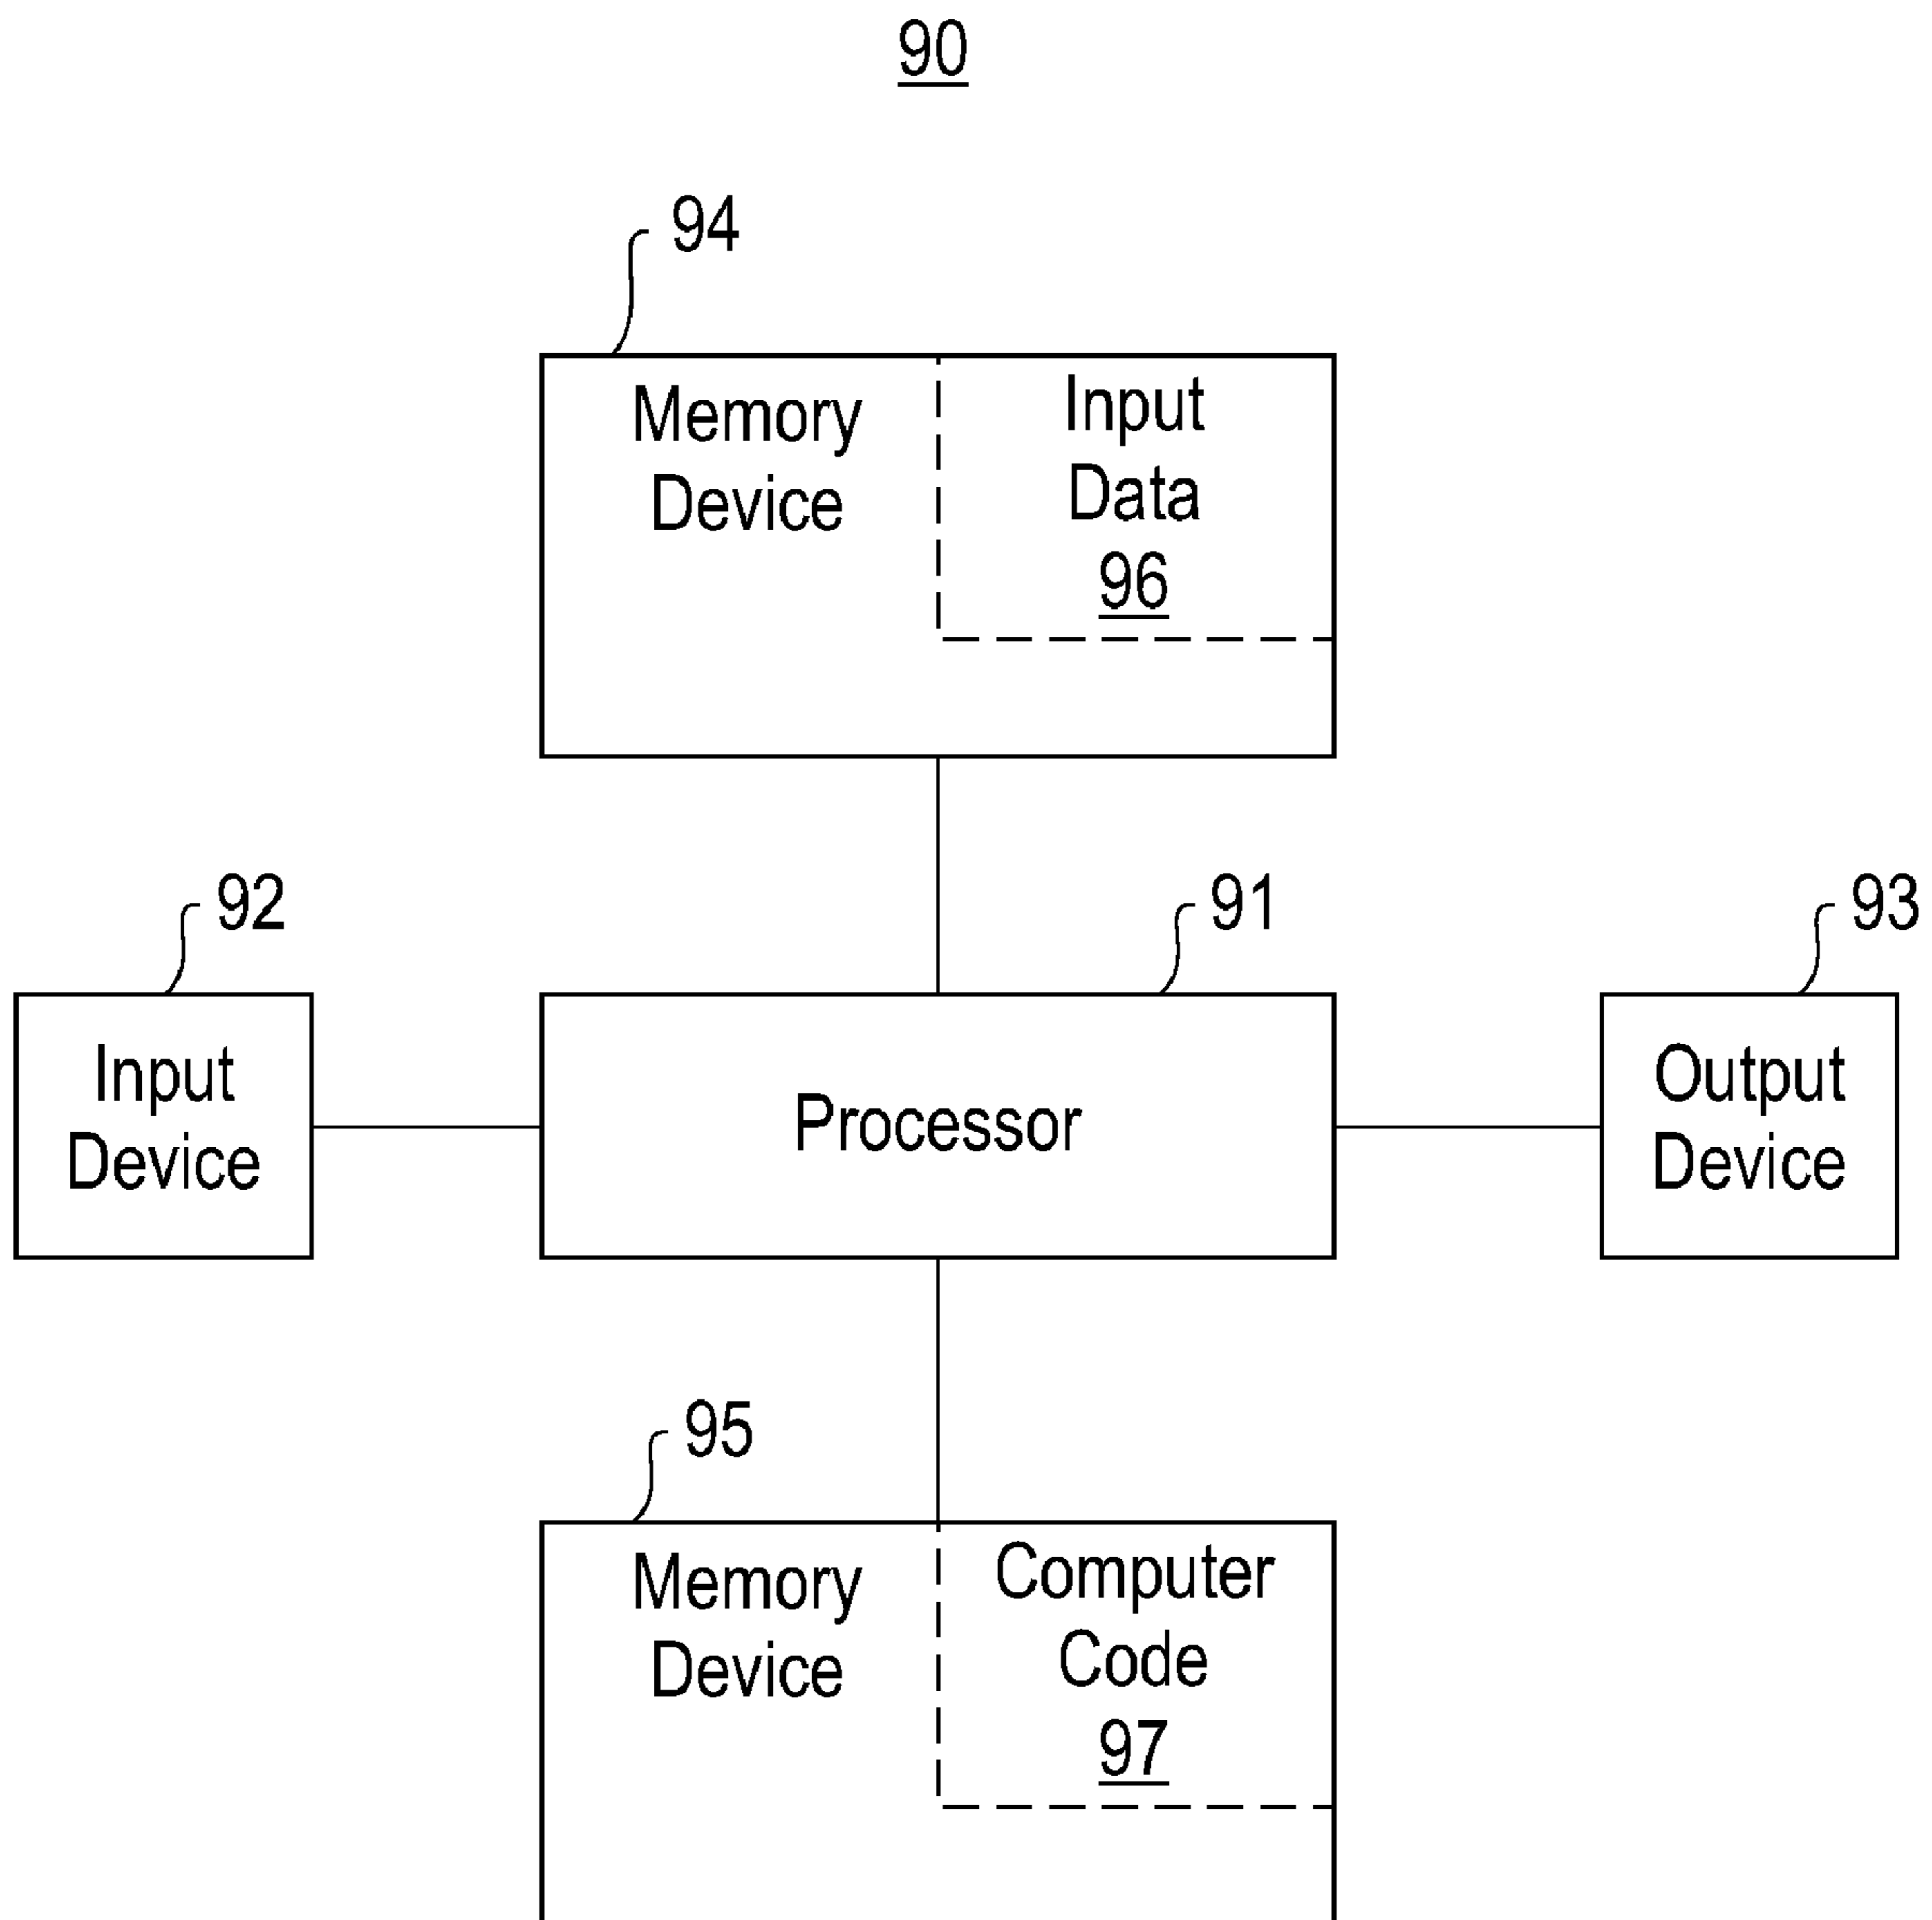 90
94
Memory
Device
Input
Data
96
92
91
93
Input
Device
Processor
Output
Device
95
Memory
Device
Computer
Code
97